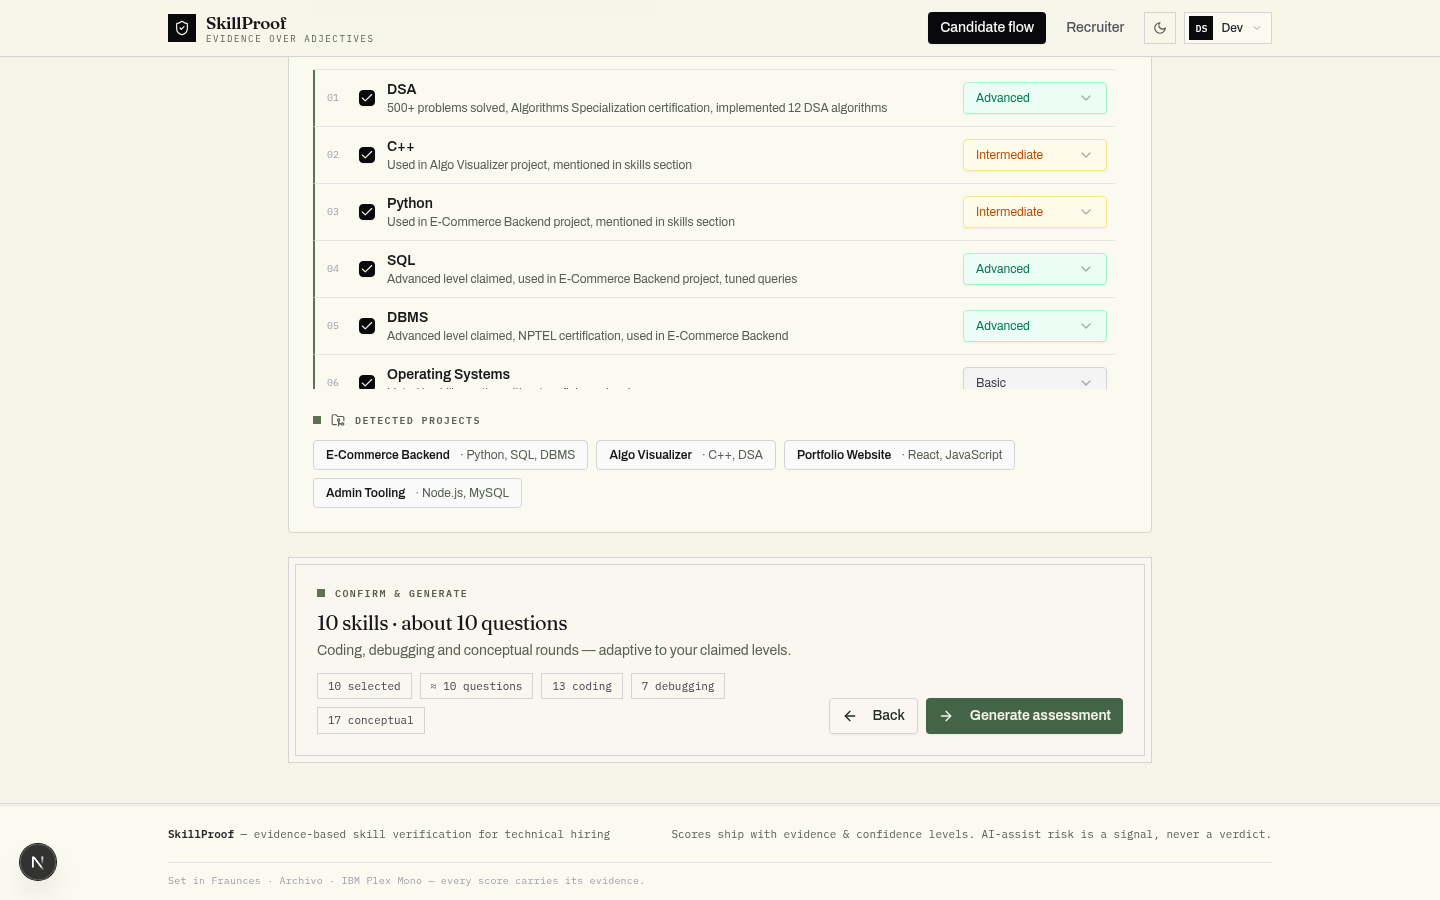 SkillProof
EVIDENCE OVER ADJECTIVES
Candidate flow
Recruiter
DS
Dev
01
DSA
500+ problems solved, Algorithms Specialization certification, implemented 12 DSA algorithms
Advanced
02
C++
Used in Algo Visualizer project, mentioned in skills section
Intermediate
03
Python
Used in E-Commerce Backend project, mentioned in skills section
Intermediate
04
SQL
Advanced level claimed, used in E-Commerce Backend project, tuned queries
Advanced
05
DBMS
Advanced level claimed, NPTEL certification, used in E-Commerce Backend
Advanced
06
Operating Systems
Basic
DETECTED PROJECTS
E-Commerce Backend · Python, SQL, DBMS
Algo Visualizer · C++, DSA
Portfolio Website · React, JavaScript
Admin Tooling · Node.js, MySQL
CONFIRM & GENERATE
10 skills · about 10 questions
Coding, debugging and conceptual rounds — adaptive to your claimed levels.
10 selected
≈ 10 questions
13 coding
7 debugging
17 conceptual
Back
Generate assessment
SkillProof — evidence-based skill verification for technical hiring
Scores ship with evidence & confidence levels. AI-assist risk is a signal, never a verdict.
N
Set in Fraunces · Archivo · IBM Plex Mono — every score carries its evidence.